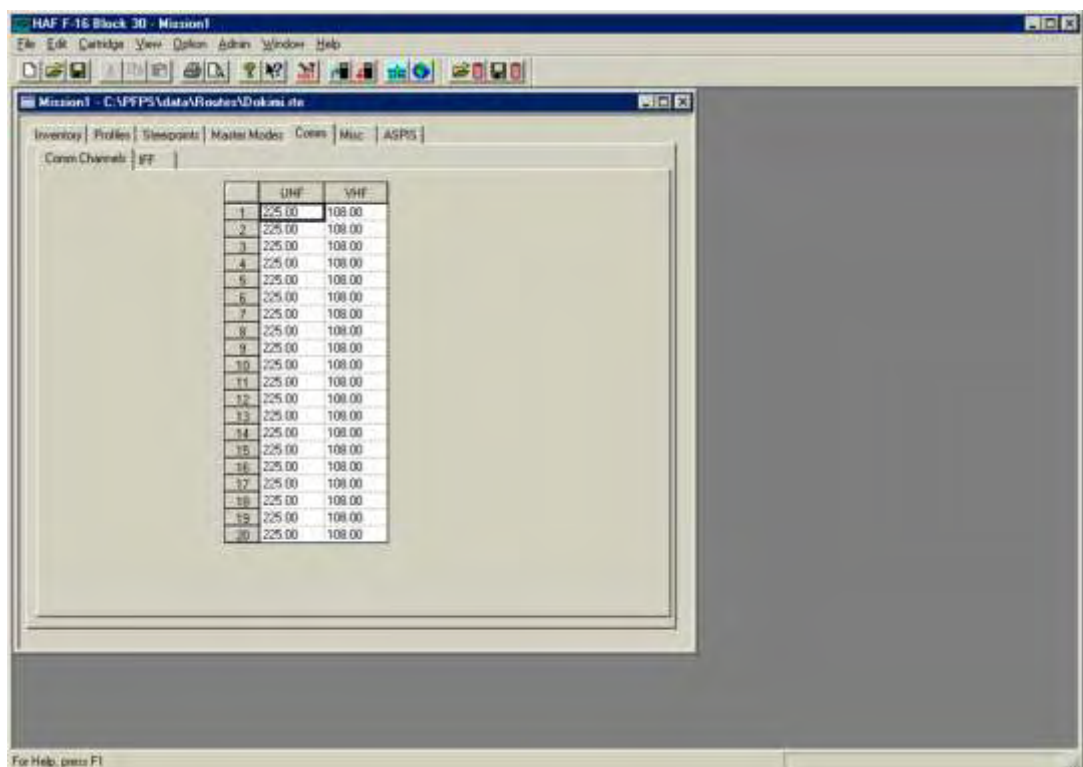 HAF F-16 Block 30 - Mission1
File Edit Cartridge View Option Admin Window Help
Mission1 - C:\PFPS\data\Routes\Dokimi.rte
Inventory Profiles Steerpoints Master Modes Comm Misc ASPIS
Comm Channels IFF
UHF VHF
1 225.00 108.00
2 225.00 108.00
3 225.00 108.00
4 225.00 108.00
5 225.00 108.00
6 225.00 108.00
7 225.00 108.00
8 225.00 108.00
9 225.00 108.00
10 225.00 108.00
11 225.00 108.00
12 225.00 108.00
13 225.00 108.00
14 225.00 108.00
15 225.00 108.00
16 225.00 108.00
17 225.00 108.00
18 225.00 108.00
19 225.00 108.00
20 225.00 108.00
For Help, press F1